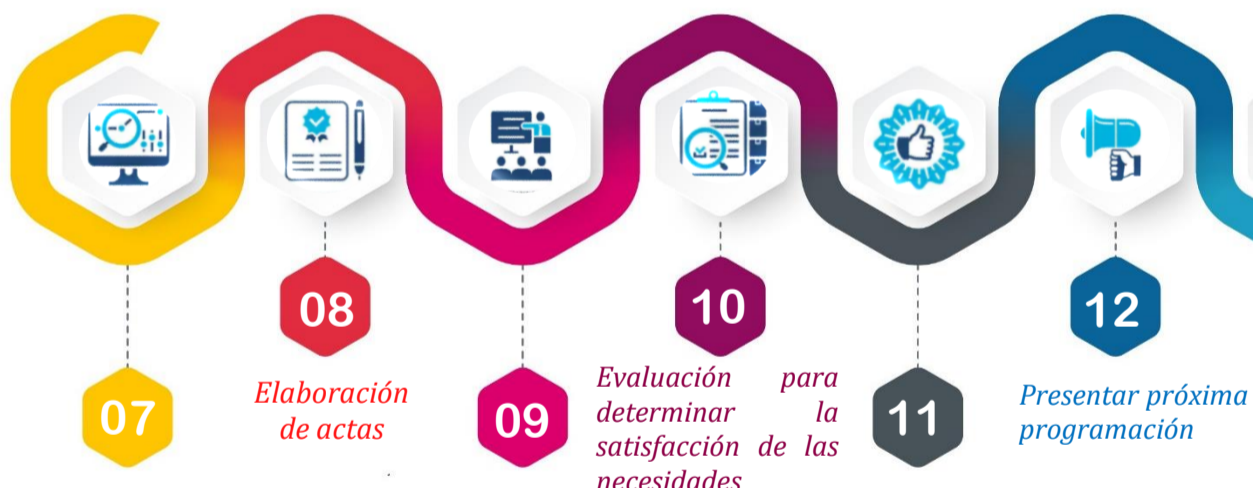 07
08
Elaboración
de actas
09
10
Evaluación para
determinar la
satisfacción de las
necesidades
11
12
Presentar próxima
programación